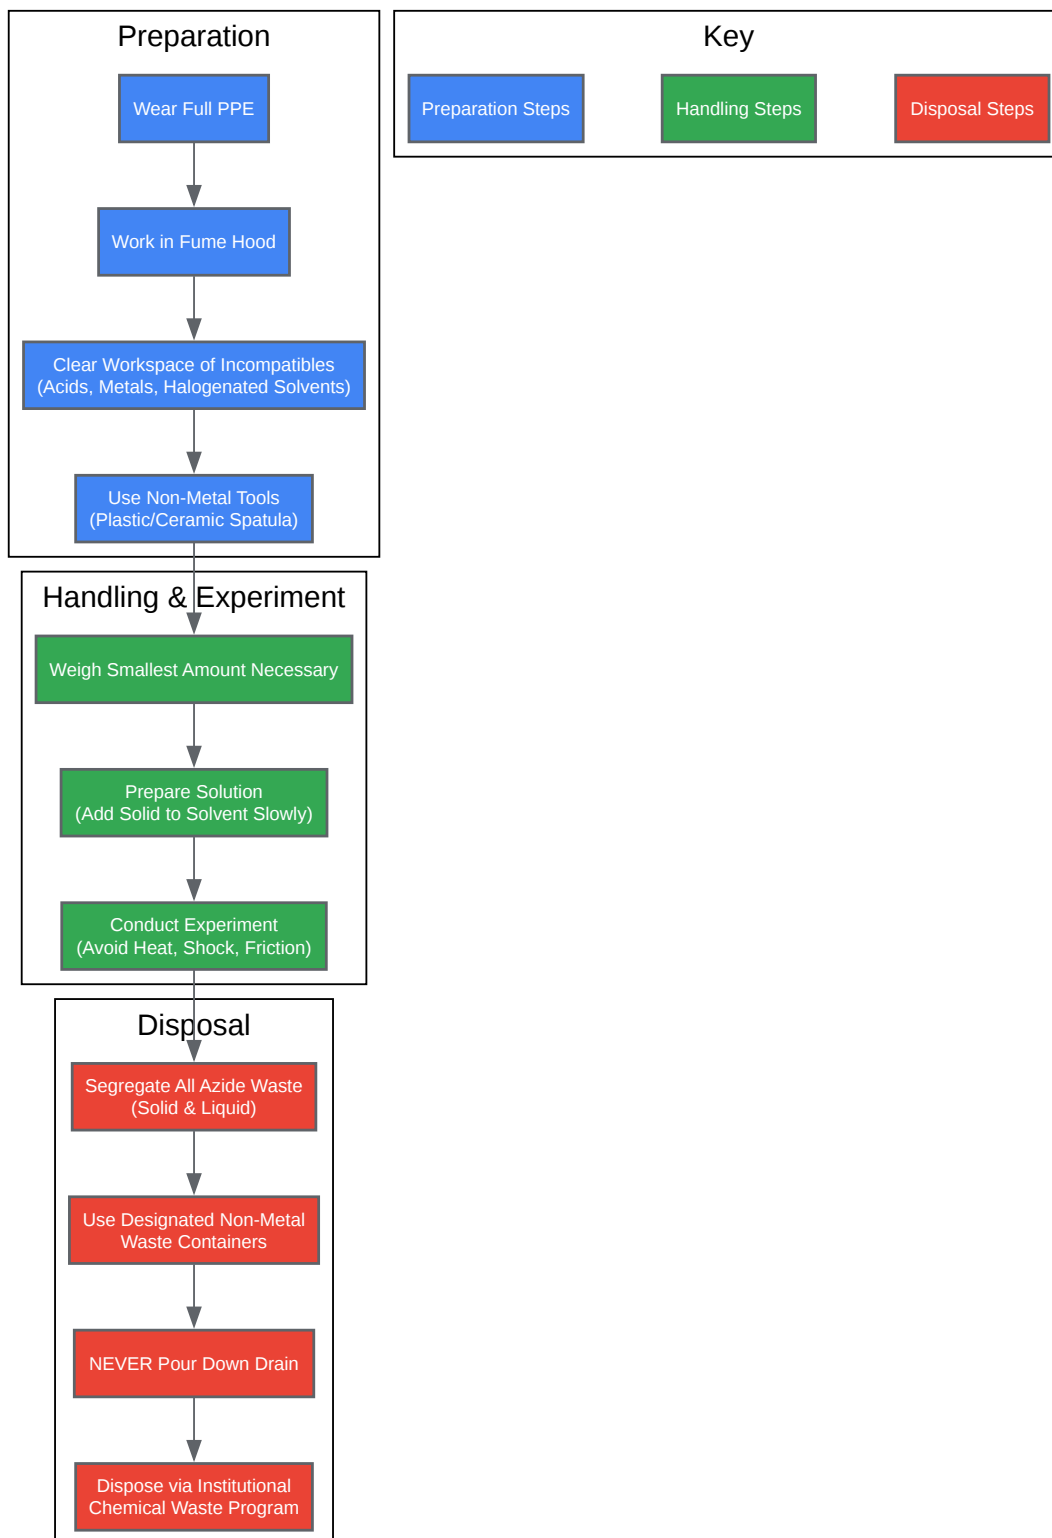 Preparation
Wear Full PPE
Work in Fume Hood
Clear Workspace of Incompatibles
(Acids, Metals, Halogenated Solvents)
Use Non-Metal Tools
(Plastic/Ceramic Spatula)
Key
Preparation Steps
Handling Steps
Disposal Steps
Handling & Experiment
Weigh Smallest Amount Necessary
Prepare Solution
(Add Solid to Solvent Slowly)
Conduct Experiment
(Avoid Heat, Shock, Friction)
Disposal
Segregate All Azide Waste
(Solid & Liquid)
Use Designated Non-Metal
Waste Containers
NEVER Pour Down Drain
Dispose via Institutional
Chemical Waste Program